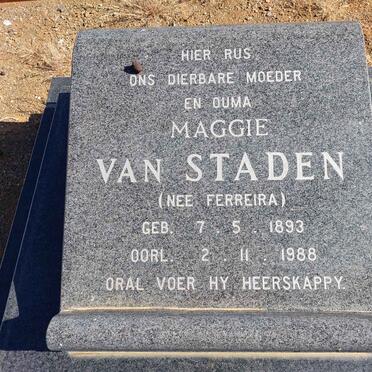 HIER RUS
ONS DIERBARE MOEDER
EN OUMA
MAGGIE
VAN STADEN
(NEE FERREIRA)
GEB. 7 . 5 . 1893
OORL. 2 . 11 . 1988
ORAL VOER HY HEERSKAPPY.